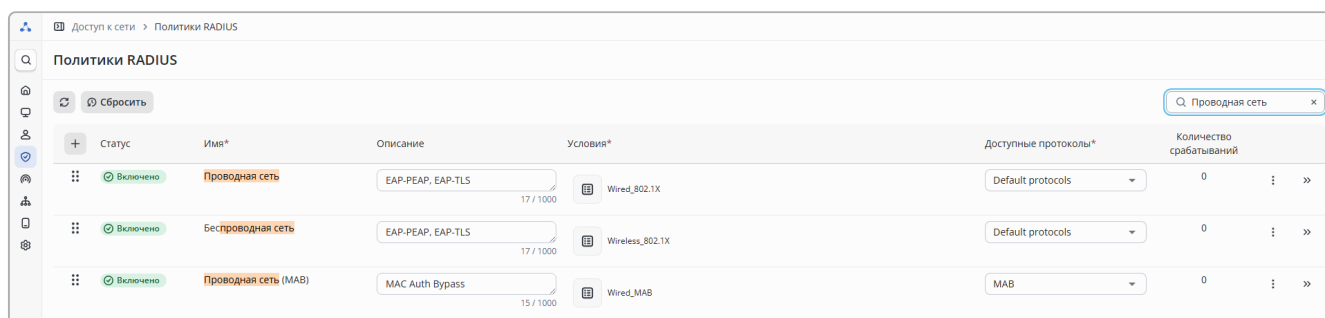 Доступ к сети > Политики RADIUS
Политики RADIUS
Сбросить
Проводная сеть
Статус Имя* Описание Условия* Доступные протоколы* Количество срабатываний
Включено Проводная сеть EAP-PEAP, EAP-TLS Wired_802.1X Default protocols 0
17 / 1000
Включено Беспроводная сеть EAP-PEAP, EAP-TLS Wireless_802.1X Default protocols 0
17 / 1000
Включено Проводная сеть (MAB) MAC Auth Bypass Wired_MAB MAB 0
15 / 1000